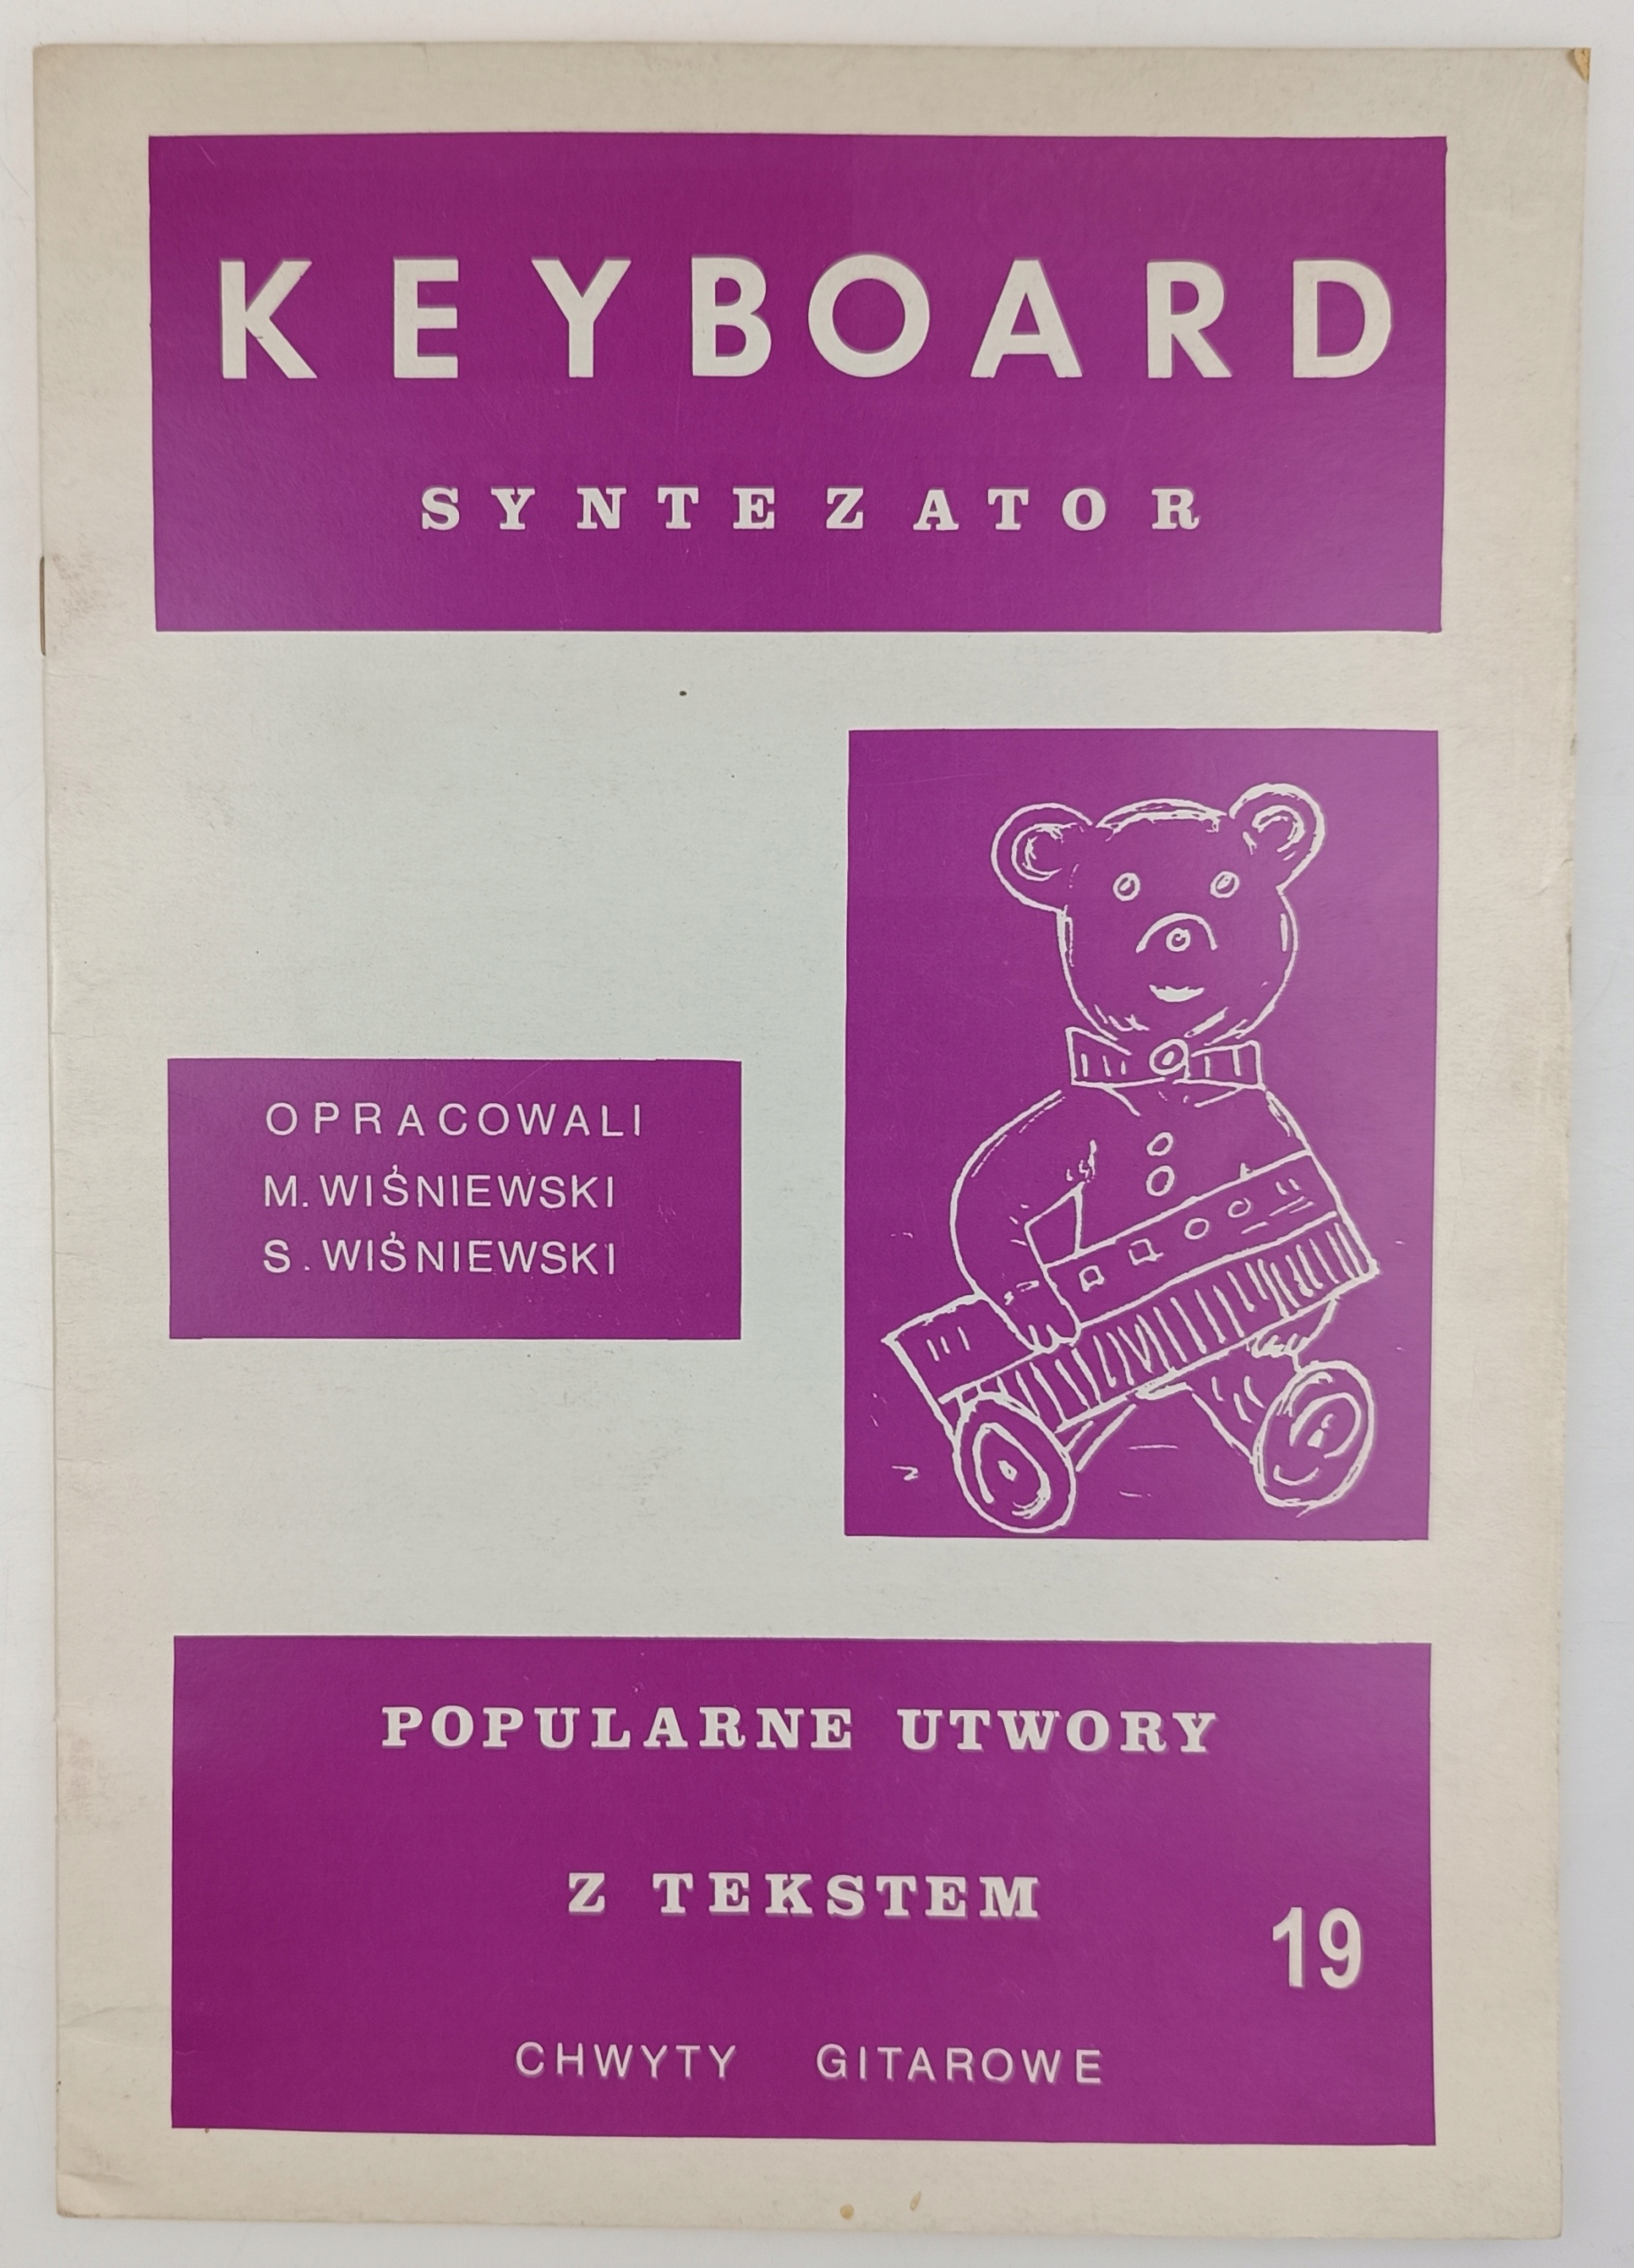 KEYBOARD
SYNTEZATOR
OPRACOWALI
M. WIŚNIEWSKI
S. WIŚNIEWSKI
POPULARNE UTWORY
Z TEKSTEM
19
CHWYTY GITAROWE